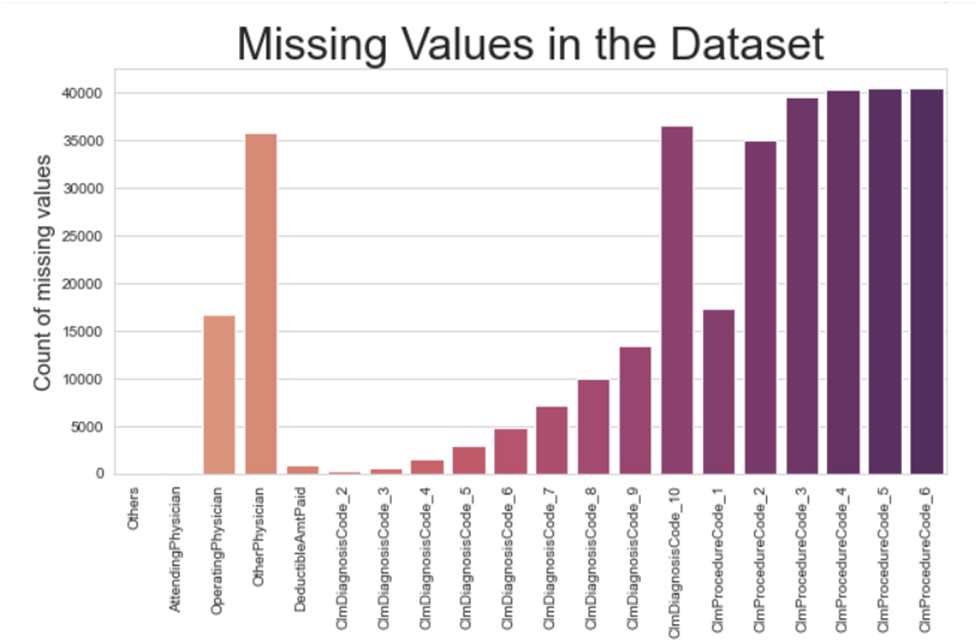 Missing Values in the Dataset
Count of missing values
40000
35000
30000
25000
20000
15000
10000
5000
0
Others
AttendingPhysician
OperatingPhysician
OtherPhysician
DeductibleAmtPaid
ClmDiagnosisCode_2
ClmDiagnosisCode_3
ClmDiagnosisCode_4
ClmDiagnosisCode_5
ClmDiagnosisCode_6
ClmDiagnosisCode_7
ClmDiagnosisCode_8
ClmDiagnosisCode_9
ClmDiagnosisCode_10
ClmProcedureCode_1
ClmProcedureCode_2
ClmProcedureCode_3
ClmProcedureCode_4
ClmProcedureCode_5
ClmProcedureCode_6